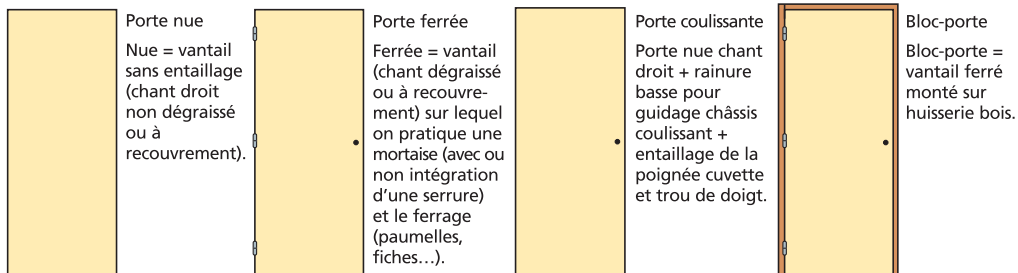 Porte nue
Nue = vantail
sans entaillage
(chant droit
non dégraissé
ou à
recouvrement).
Porte ferrée
Ferrée = vantail
(chant dégraissé
ou à recouvre-
ment) sur lequel
on pratique une
mortaise (avec ou
non intégration
d'une serrure)
et le ferrage
(paumelles,
fiches...).
Porte coulissante
Porte nue chant
droit + rainure
basse pour
guidage châssis
coulissant +
entaillage de la
poignée cuvette
et trou de doigt.
Bloc-porte
Bloc-porte =
vantail ferré
monté sur
huisserie bois.